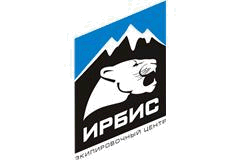 ИРБИС
ЭКИПИРОВОЧНЫЙ ЦЕНТР